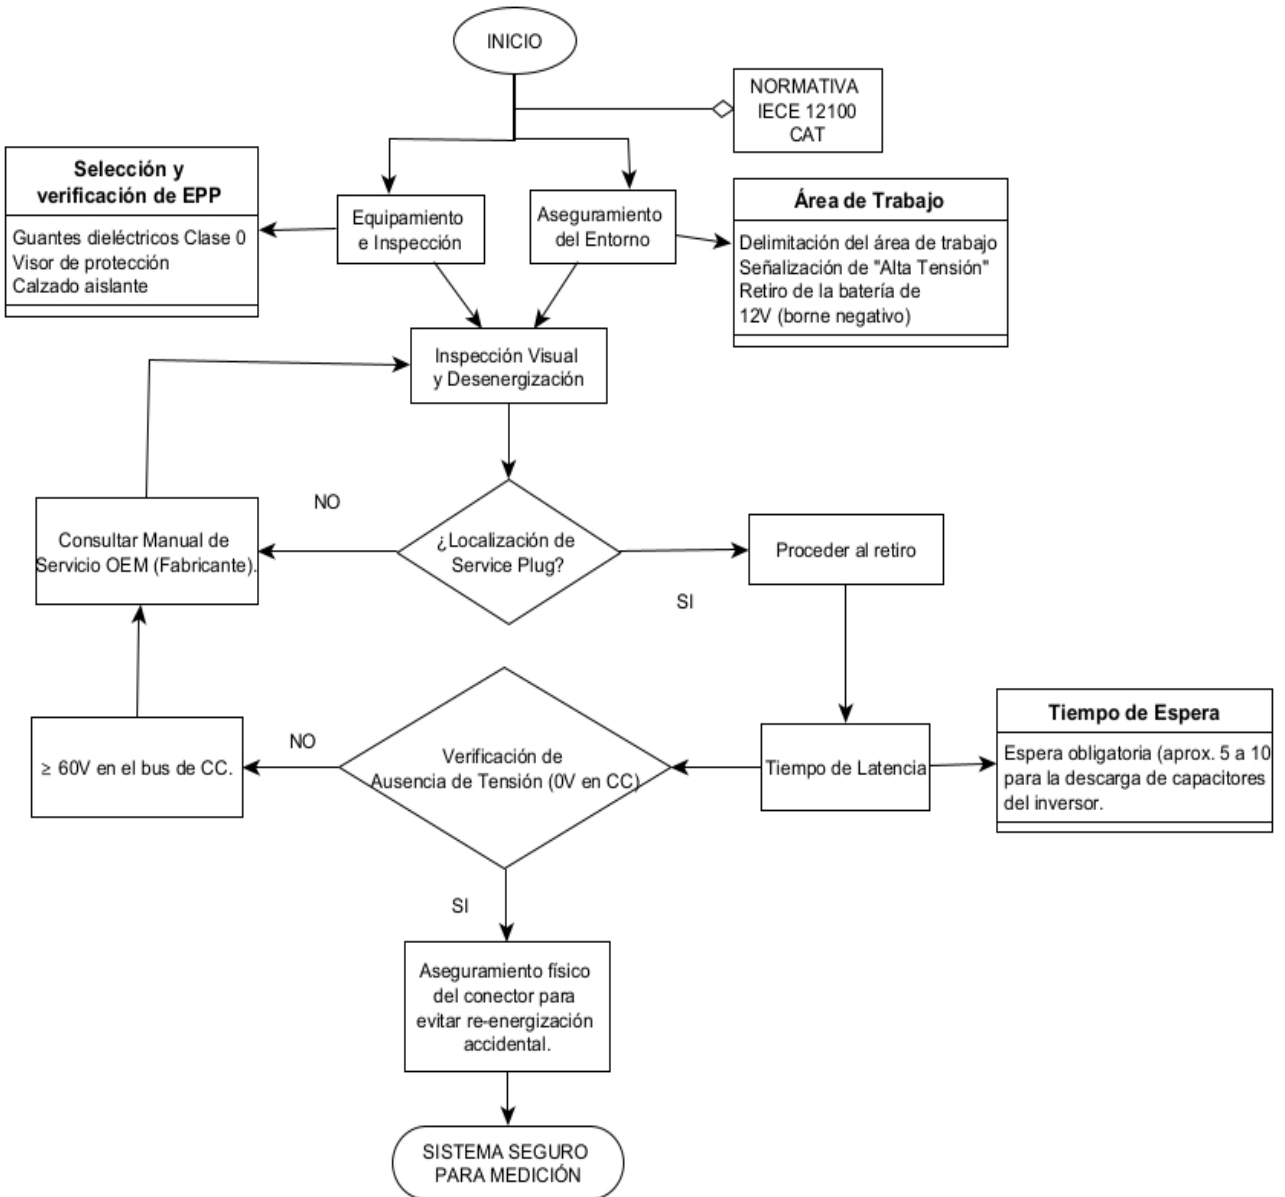 INICIO
NORMATIVA
IECE 12100
CAT
Selección y
verificación de EPP
Guantes dieléctricos Clase 0
Visor de protección
Calzado aislante
Equipamiento
e Inspección
Aseguramiento
del Entorno
Área de Trabajo
Delimitación del área de trabajo
Señalización de "Alta Tensión"
Retiro de la batería de
12V (borne negativo)
Inspección Visual
y Desenergización
NO
Consultar Manual de
Servicio OEM (Fabricante).
¿Localización de
Service Plug?
SI
Proceder al retiro
Tiempo de Espera
Espera obligatoria (aprox. 5 a 10
para la descarga de capacitores
del inversor.
Tiempo de Latencia
Verificación de
Ausencia de Tensión (0V en CC)
NO
≥ 60V en el bus de CC.
SI
Aseguramiento físico
del conector para
evitar re-energización
accidental.
SISTEMA SEGURO
PARA MEDICIÓN